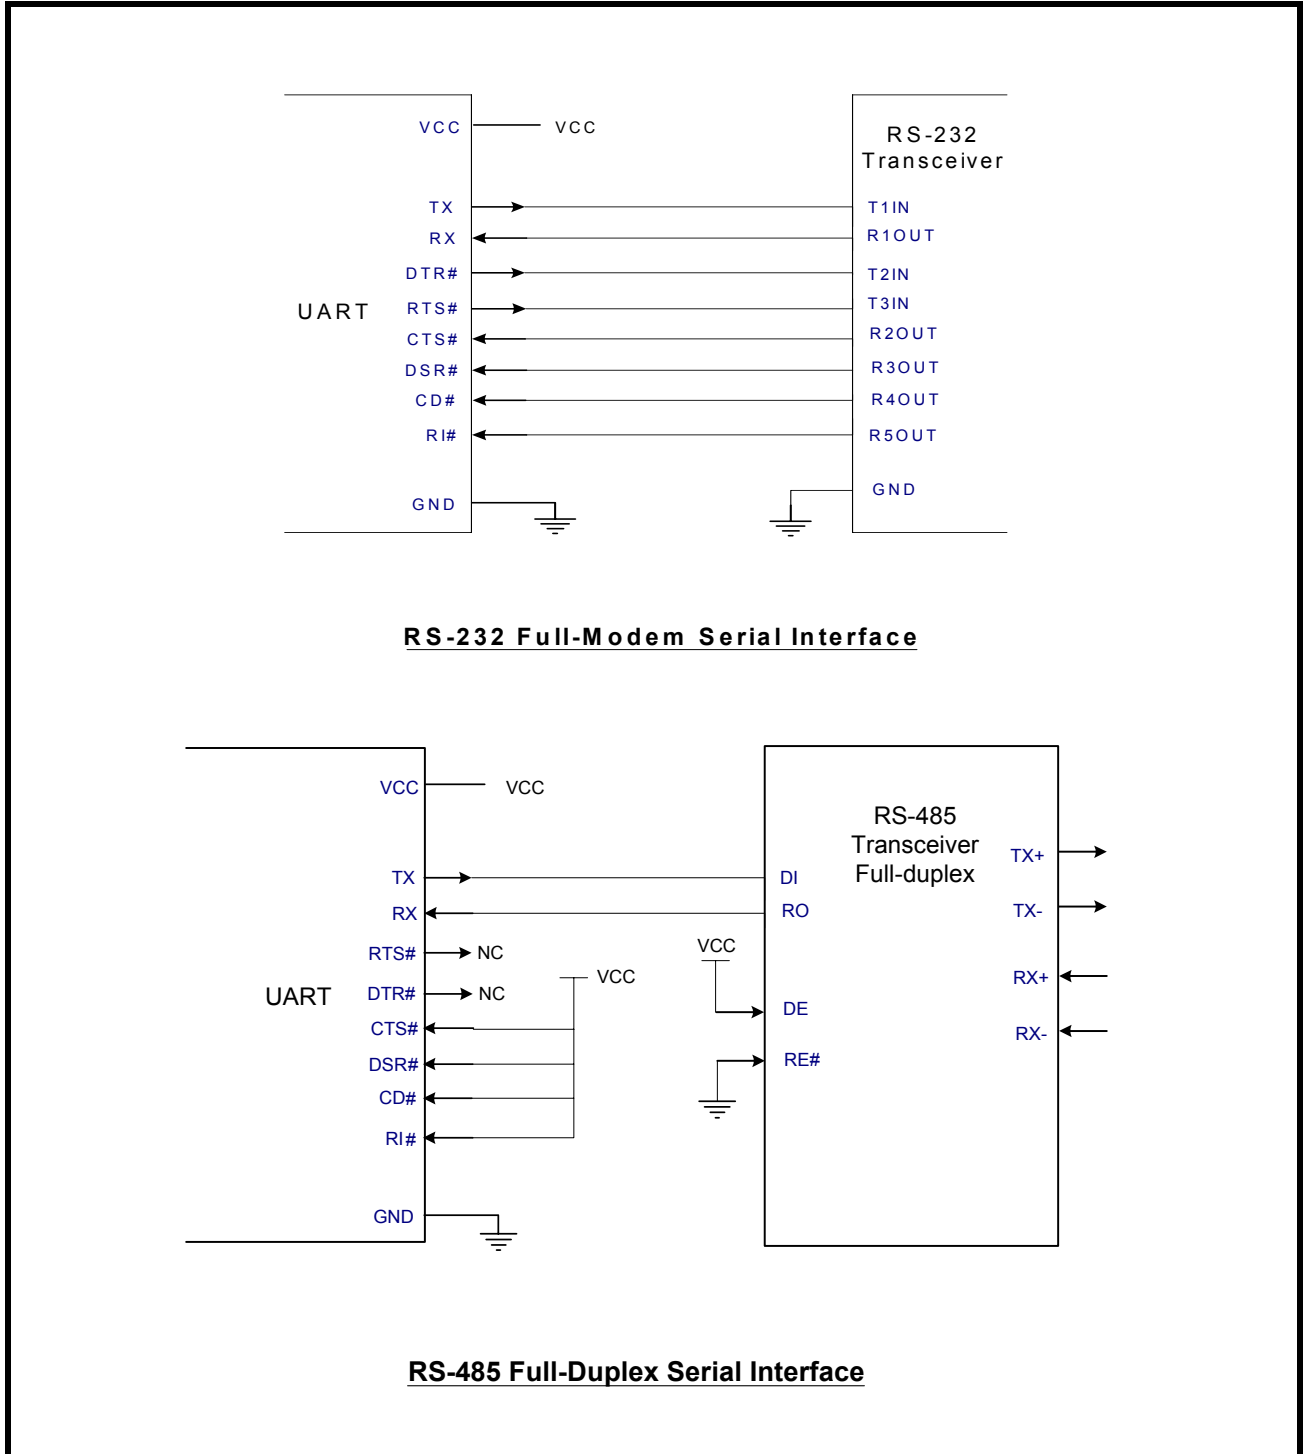 VCC
VCC
RS-232
Transceiver
TX
T1IN
RX
R1OUT
DTR#
T2IN
UART
RTS#
T3IN
CTS#
R2OUT
DSR#
R3OUT
CD#
R4OUT
RI#
R5OUT
GND
GND
RS-232 Full-Modem Serial Interface
VCC
VCC
RS-485
Transceiver
Full-duplex
TX+
TX
DI
RX
RO
TX-
RTS#
NC
VCC
VCC
RX+
UART
DTR#
NC
DE
CTS#
RX-
DSR#
RE#
CD#
RI#
GND
RS-485 Full-Duplex Serial Interface